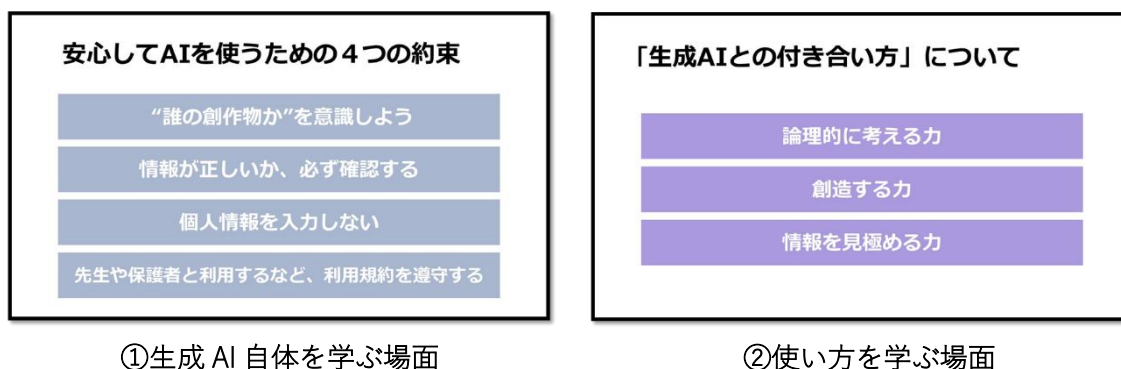 安心してAIを使うための４つの約束
“誰の創作物か”を意識しよう
情報が正しいか、必ず確認する
個人情報を入力しない
先生や保護者と利用するなど、利用規約を遵守する
①生成 AI 自体を学ぶ場面
「生成AIとの付き合い方」について
論理的に考える力
創造する力
情報を見極める力
②使い方を学ぶ場面